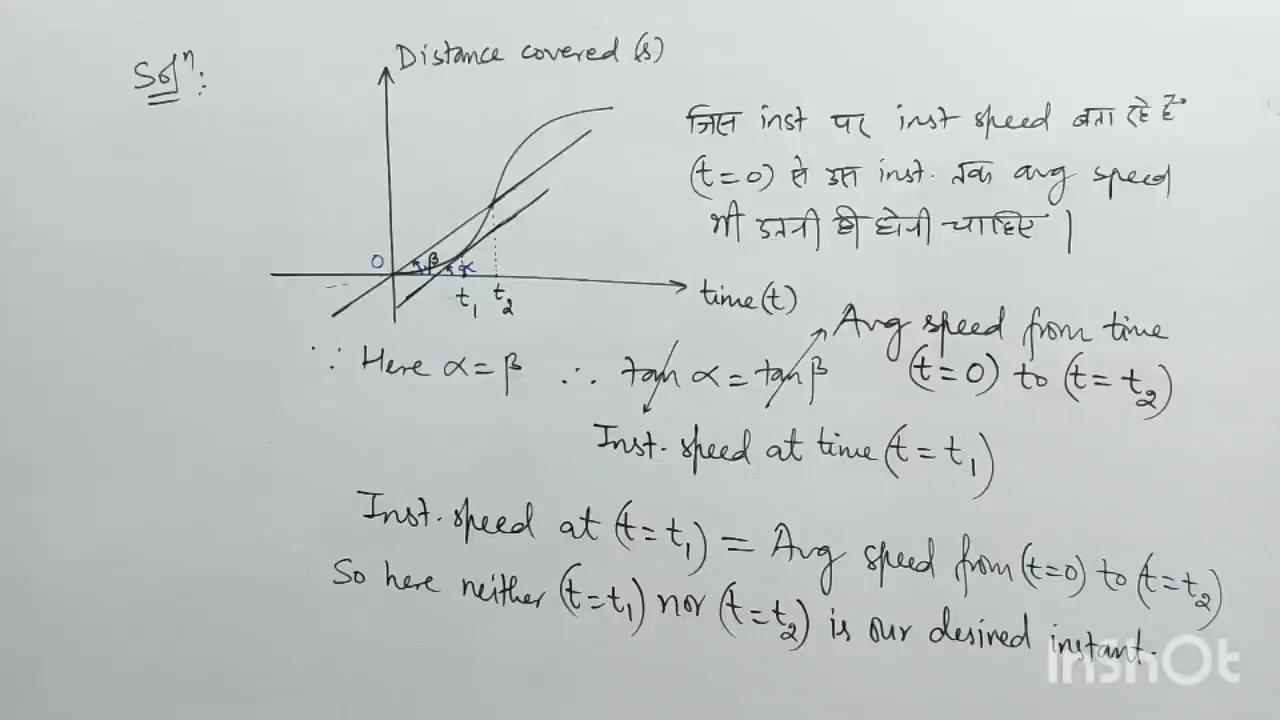 Solⁿ:
Distance covered (s)
जिस inst पर inst speed बता रहे हैं
(t=0) से उस inst. तक avg speed
भी उतनी ही होनी चाहिए।
0 β α
t₁ t₂ time(t)
∵ Here α=β ∴ tan α = tan β
Avg speed from time
(t=0) to (t=t₂)
Inst. speed at time (t=t₁)
Inst. speed at (t=t₁) = Avg speed from (t=0) to (t=t₂)
So here neither (t=t₁) nor (t=t₂) is our desired instant.
InShOt